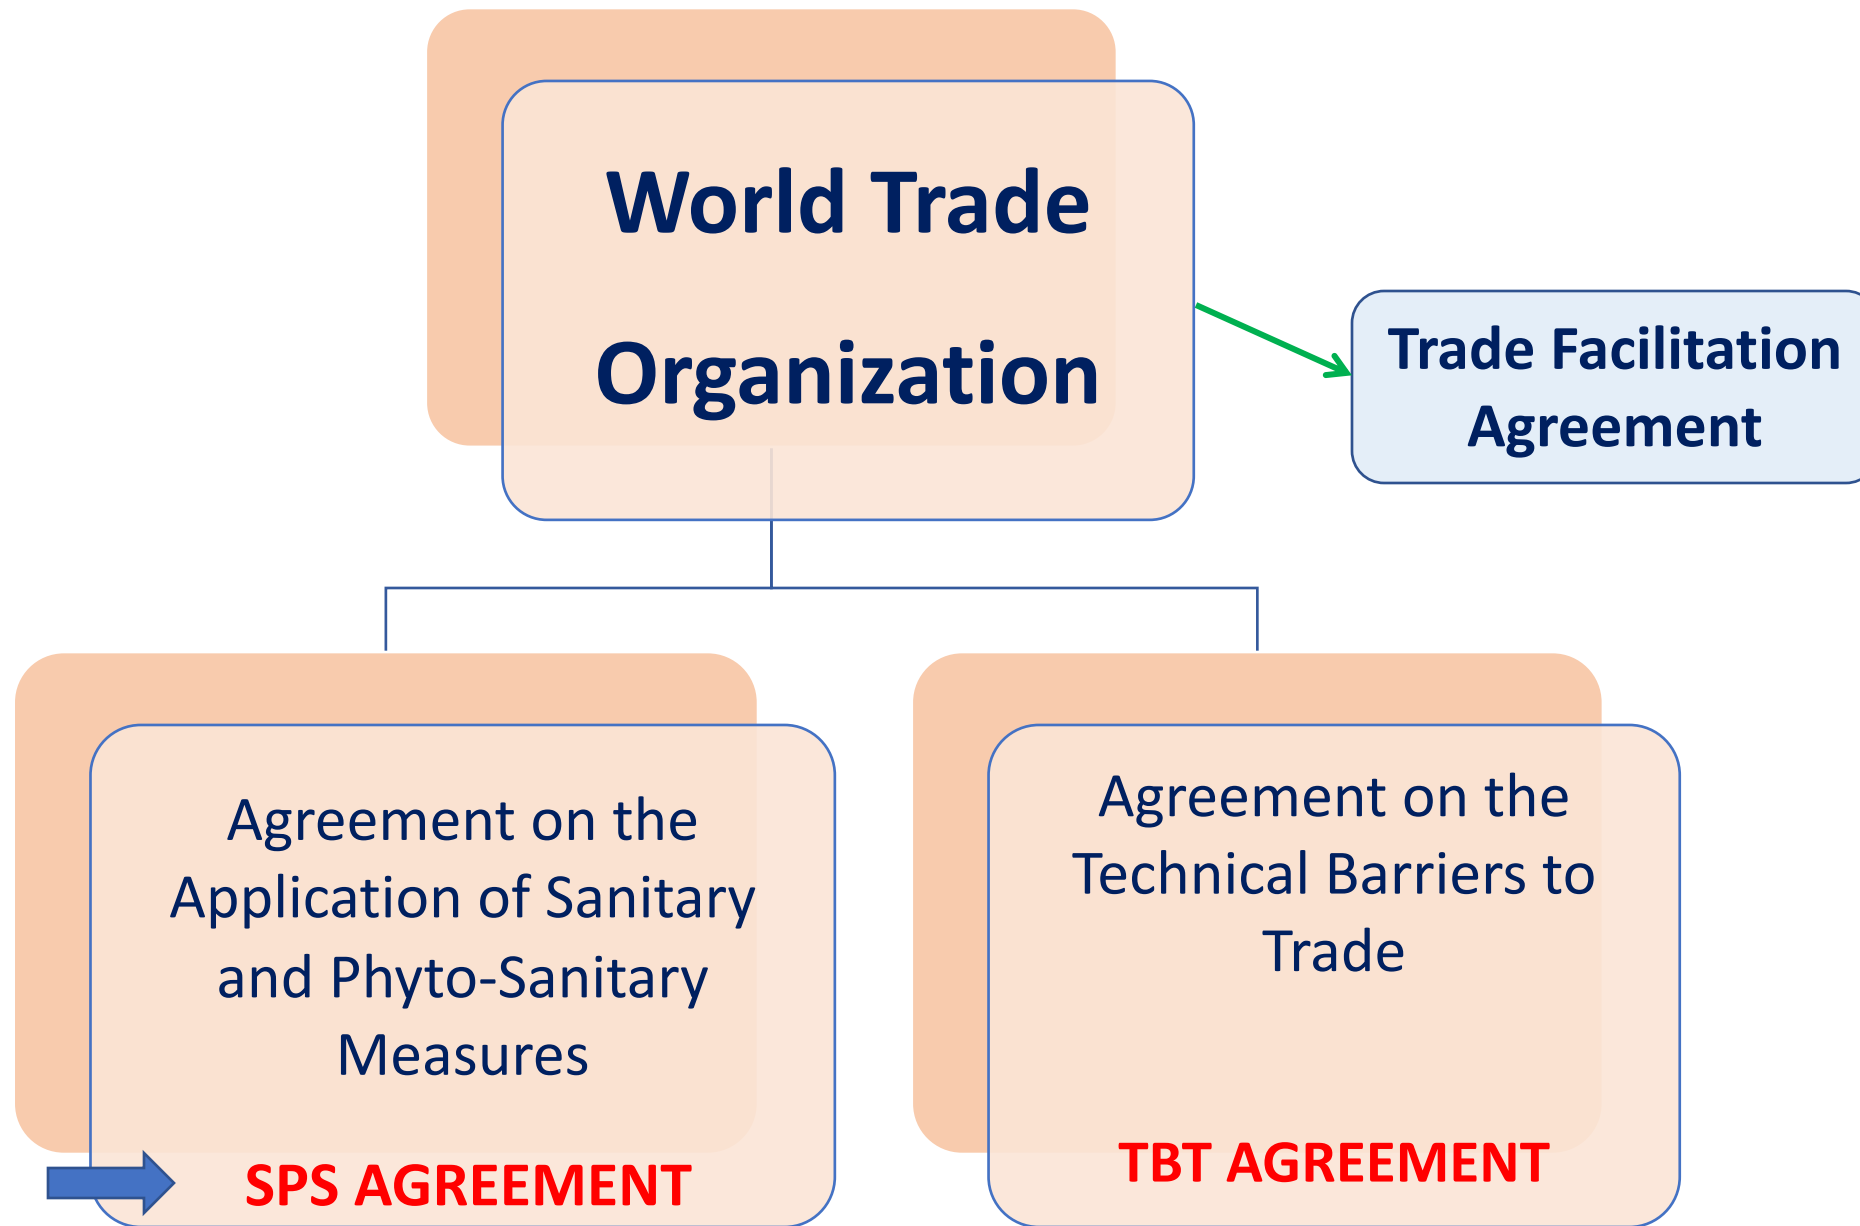 World Trade
Organization
Trade Facilitation
Agreement
Agreement on the
Application of Sanitary
and Phyto-Sanitary
Measures
SPS AGREEMENT
Agreement on the
Technical Barriers to
Trade
TBT AGREEMENT